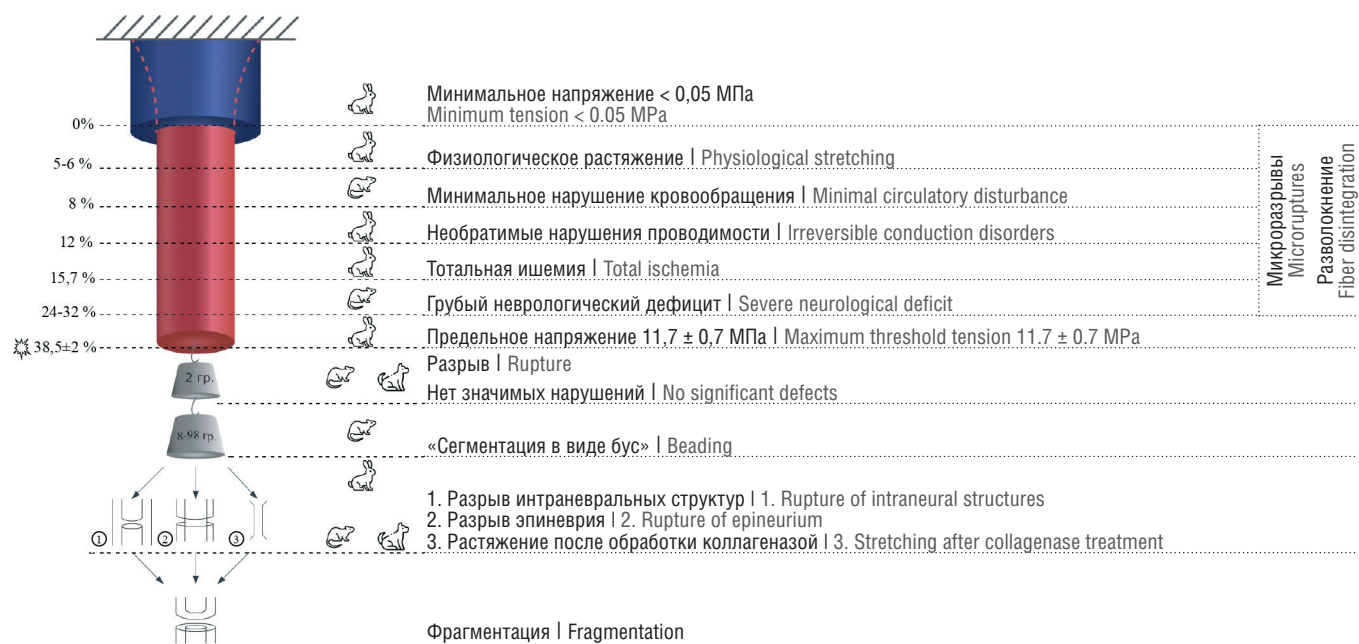 Минимальное напряжение < 0,05 МПа
Minimum tension < 0.05 MPa
0%
5-6 %
Физиологическое растяжение | Physiological stretching
8 %
Минимальное нарушение кровообращения | Minimal circulatory disturbance
12 %
Необратимые нарушения проводимости | Irreversible conduction disorders
15,7 %
Тотальная ишемия | Total ischemia
24-32 %
Грубый неврологический дефицит | Severe neurological deficit
Микроразрывы
Microruptures
Разволокнение
Fiber disintegration
38,5±2 %
Предельное напряжение 11,7 ± 0,7 МПа | Maximum threshold tension 11.7 ± 0.7 MPa
Разрыв | Rupture
2 гр.
Нет значимых нарушений | No significant defects
8-98 гр.
«Сегментация в виде бус» | Beading
1. Разрыв интраневральных структур | 1. Rupture of intraneural structures
2. Разрыв эпиневрия | 2. Rupture of epineurium
3. Растяжение после обработки коллагеназой | 3. Stretching after collagenase treatment
1
2
3
Фрагментация | Fragmentation